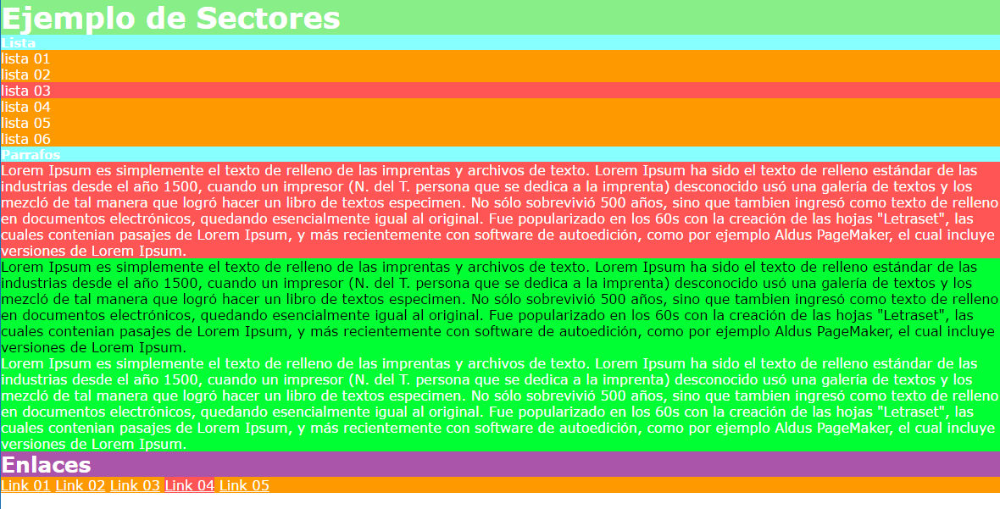 Ejemplo de Sectores
Lista
lista 01
lista 02
lista 03
lista 04
lista 05
lista 06
Parrafos
Lorem Ipsum es simplemente el texto de relleno de las imprentas y archivos de texto. Lorem Ipsum ha sido el texto de relleno estándar de las
industrias desde el año 1500, cuando un impresor (N. del T. persona que se dedica a la imprenta) desconocido usó una galería de textos y los
mezcló de tal manera que logró hacer un libro de textos especimen. No sólo sobrevivió 500 años, sino que tambien ingresó como texto de relleno
en documentos electrónicos, quedando esencialmente igual al original. Fue popularizado en los 60s con la creación de las hojas "Letraset", las
cuales contenian pasajes de Lorem Ipsum, y más recientemente con software de autoedición, como por ejemplo Aldus PageMaker, el cual incluye
versiones de Lorem Ipsum.
Lorem Ipsum es simplemente el texto de relleno de las imprentas y archivos de texto. Lorem Ipsum ha sido el texto de relleno estándar de las
industrias desde el año 1500, cuando un impresor (N. del T. persona que se dedica a la imprenta) desconocido usó una galería de textos y los
mezcló de tal manera que logró hacer un libro de textos especimen. No sólo sobrevivió 500 años, sino que tambien ingresó como texto de relleno
en documentos electrónicos, quedando esencialmente igual al original. Fue popularizado en los 60s con la creación de las hojas "Letraset", las
cuales contenian pasajes de Lorem Ipsum, y más recientemente con software de autoedición, como por ejemplo Aldus PageMaker, el cual incluye
versiones de Lorem Ipsum.
Lorem Ipsum es simplemente el texto de relleno de las imprentas y archivos de texto. Lorem Ipsum ha sido el texto de relleno estándar de las
industrias desde el año 1500, cuando un impresor (N. del T. persona que se dedica a la imprenta) desconocido usó una galería de textos y los
mezcló de tal manera que logró hacer un libro de textos especimen. No sólo sobrevivió 500 años, sino que tambien ingresó como texto de relleno
en documentos electrónicos, quedando esencialmente igual al original. Fue popularizado en los 60s con la creación de las hojas "Letraset", las
cuales contenian pasajes de Lorem Ipsum, y más recientemente con software de autoedición, como por ejemplo Aldus PageMaker, el cual incluye
versiones de Lorem Ipsum.
Enlaces
Link 01 Link 02 Link 03 Link 04 Link 05